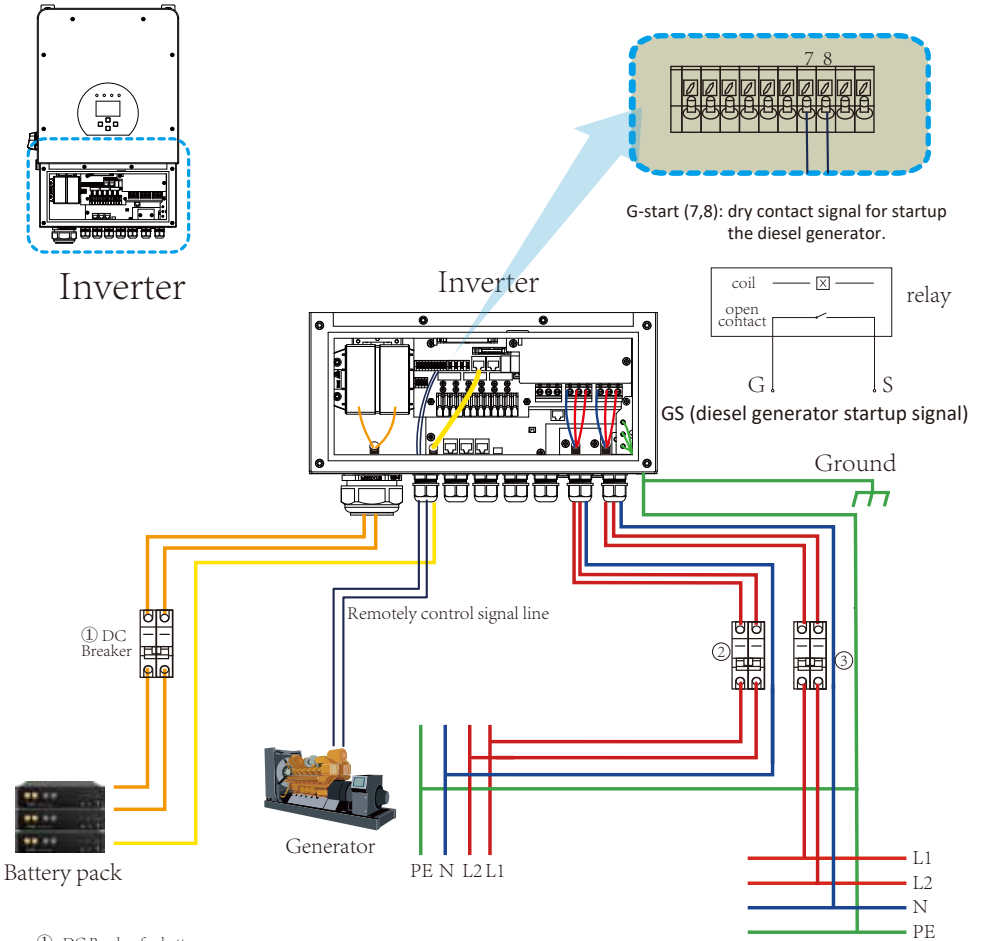 7 8
G-start (7,8): dry contact signal for startup
the diesel generator.
Inverter
Inverter
coil
X
relay
open
contact
G
S
GS (diesel generator startup signal)
Ground
Remotely control signal line
① DC
Breaker
②
③
Generator
Battery pack
PE N L2 L1
L1
L2
N
PE
①